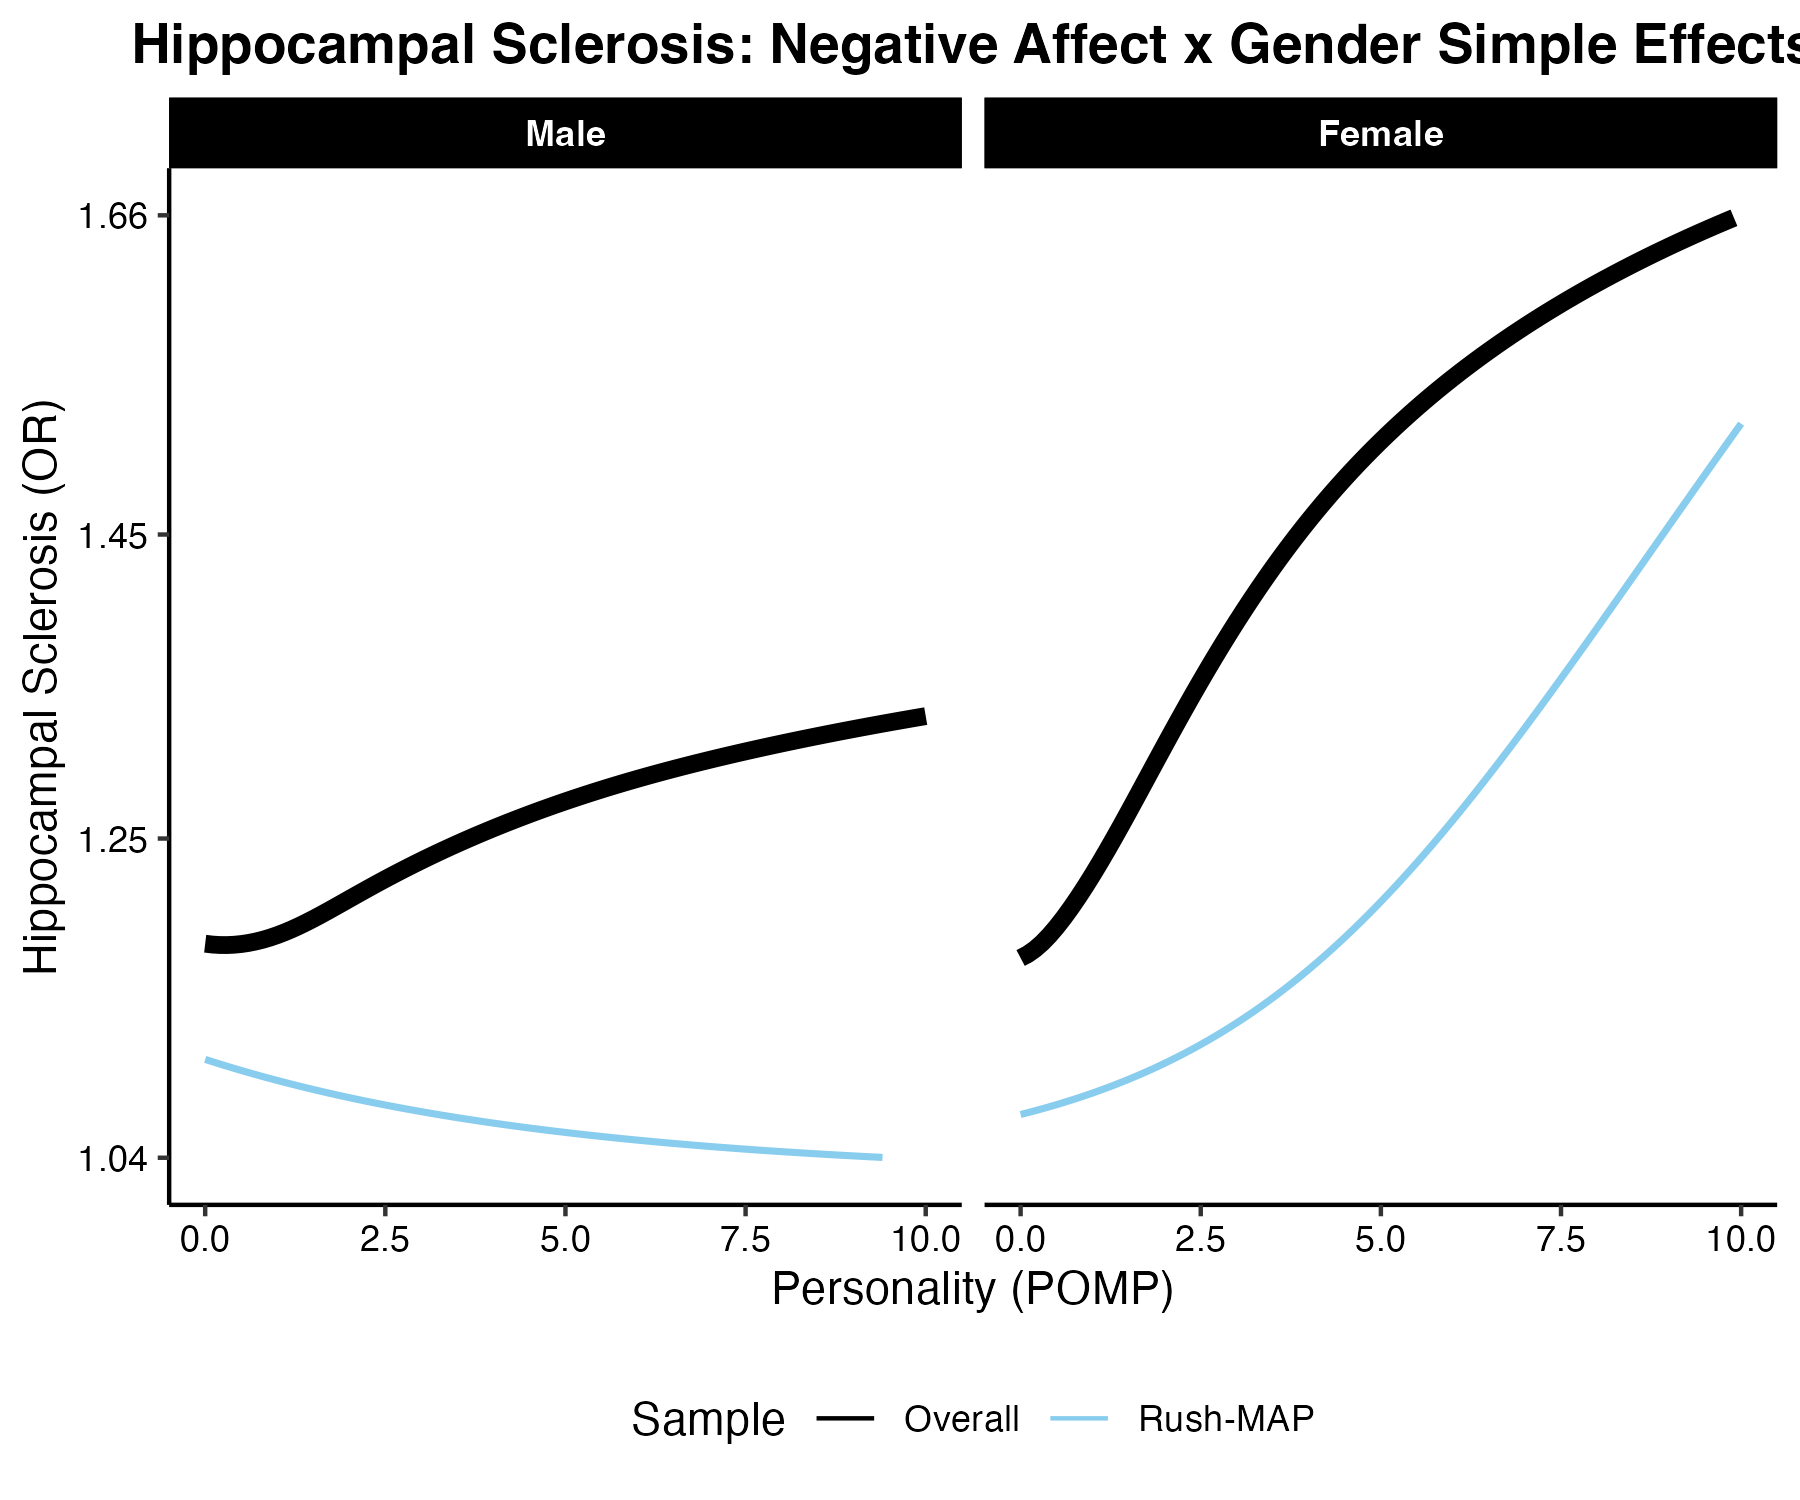 Hippocampal Sclerosis: Negative Affect x Gender Simple Effects
Male
Female
Hippocampal Sclerosis (OR)
1.66
1.45
1.25
1.04
0.0 2.5 5.0 7.5 10.0
0.0 2.5 5.0 7.5 10.0
Personality (POMP)
Sample Overall Rush-MAP